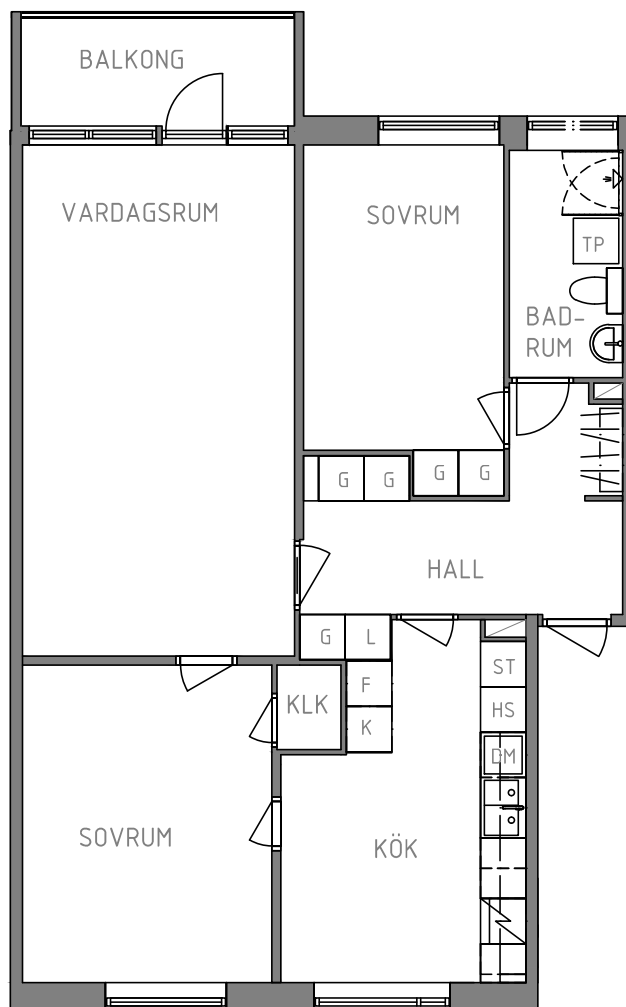 BALKONG
VARDAGSRUM
SOVRUM
TP
BAD-
RUM
G G G G
HALL
G L
F
K
KLK
ST
HS
DM
SOVRUM
KÖK